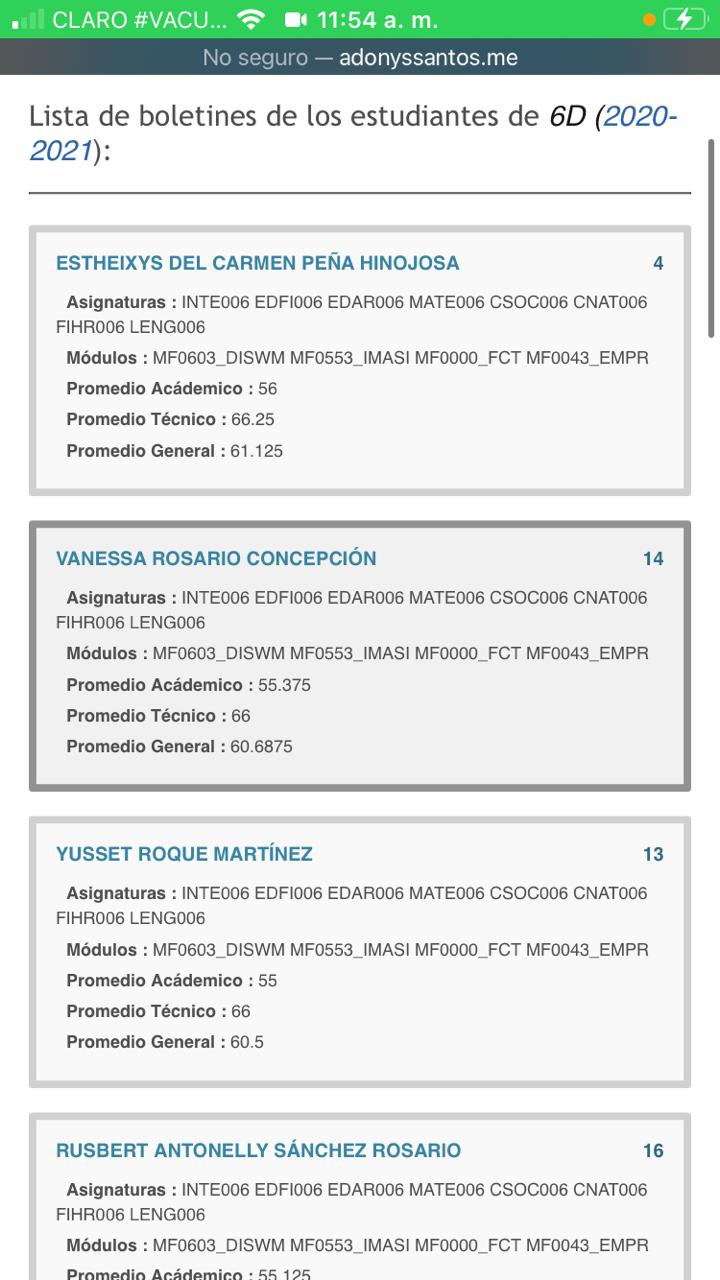 CLARO #VACU... 11:54 a. m.
No seguro — adonyssantos.me
Lista de boletines de los estudiantes de 6D (2020-
2021):
ESTHEIXYS DEL CARMEN PEÑA HINOJOSA 4
Asignaturas : INTE006 EDFI006 EDAR006 MATE006 CSOC006 CNAT006
FIHR006 LENG006
Módulos : MF0603_DISWM MF0553_IMASI MF0000_FCT MF0043_EMPR
Promedio Acádemico : 56
Promedio Técnico : 66.25
Promedio General : 61.125
VANESSA ROSARIO CONCEPCIÓN 14
Asignaturas : INTE006 EDFI006 EDAR006 MATE006 CSOC006 CNAT006
FIHR006 LENG006
Módulos : MF0603_DISWM MF0553_IMASI MF0000_FCT MF0043_EMPR
Promedio Acádemico : 55.375
Promedio Técnico : 66
Promedio General : 60.6875
YUSSET ROQUE MARTÍNEZ 13
Asignaturas : INTE006 EDFI006 EDAR006 MATE006 CSOC006 CNAT006
FIHR006 LENG006
Módulos : MF0603_DISWM MF0553_IMASI MF0000_FCT MF0043_EMPR
Promedio Acádemico : 55
Promedio Técnico : 66
Promedio General : 60.5
RUSBERT ANTONELLY SÁNCHEZ ROSARIO 16
Asignaturas : INTE006 EDFI006 EDAR006 MATE006 CSOC006 CNAT006
FIHR006 LENG006
Módulos : MF0603_DISWM MF0553_IMASI MF0000_FCT MF0043_EMPR
Promedio Acádemico : 55.125